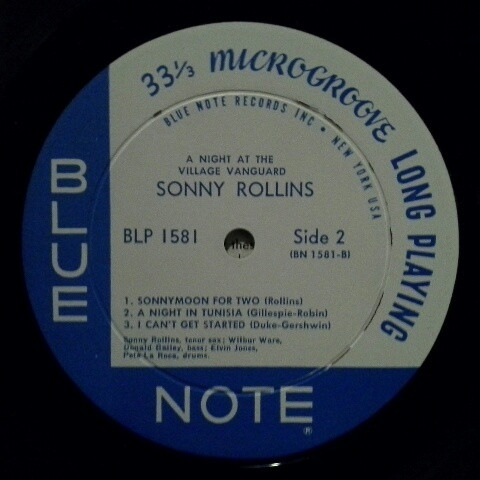 33 1/3 MICROGROOVE LONG PLAYING
BLUE NOTE RECORDS INC • NEW YORK USA
A NIGHT AT THE
VILLAGE VANGUARD
SONNY ROLLINS
BLP 1581
Side 2
(BN 1581-B)
the
1. SONNYMOON FOR TWO (Rollins)
2. A NIGHT IN TUNISIA (Gillespie-Robin)
3. I CAN'T GET STARTED (Duke-Gershwin)
Sonny Rollins, tenor sax; Wilbur Ware,
Donald Bailey, bass; Elvin Jones,
Pete La Roca, drums.
BLUE
NOTE
®